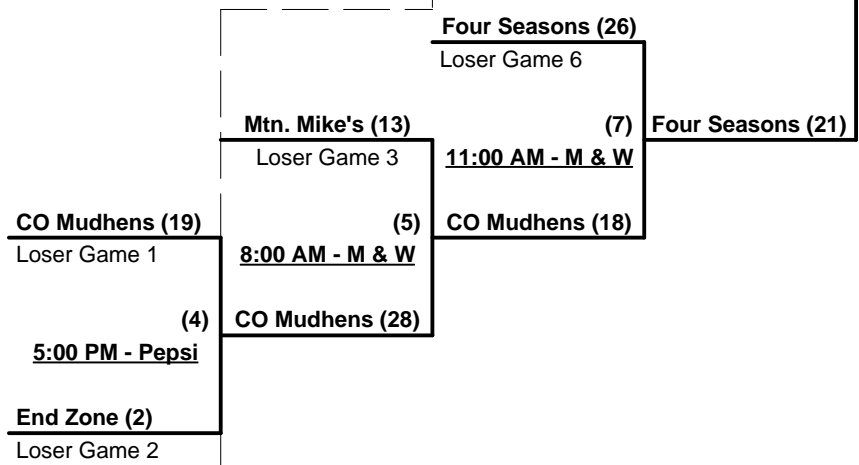 Four Seasons (26)
Loser Game 6
Mtn. Mike's (13)
(7)
Four Seasons (21)
Loser Game 3
11:00 AM - M & W
CO Mudhens (19)
(5)
CO Mudhens (18)
Loser Game 1
8:00 AM - M & W
(4)
CO Mudhens (28)
5:00 PM - Pepsi
End Zone (2)
Loser Game 2